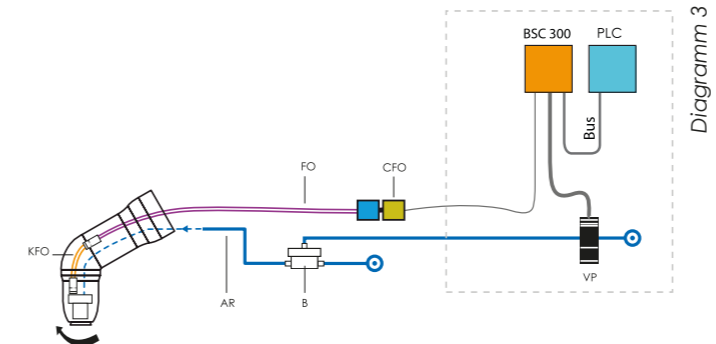 BSC 300
PLC
Diagramm 3
Bus
FO
CFO
KFO
AR
B
VP